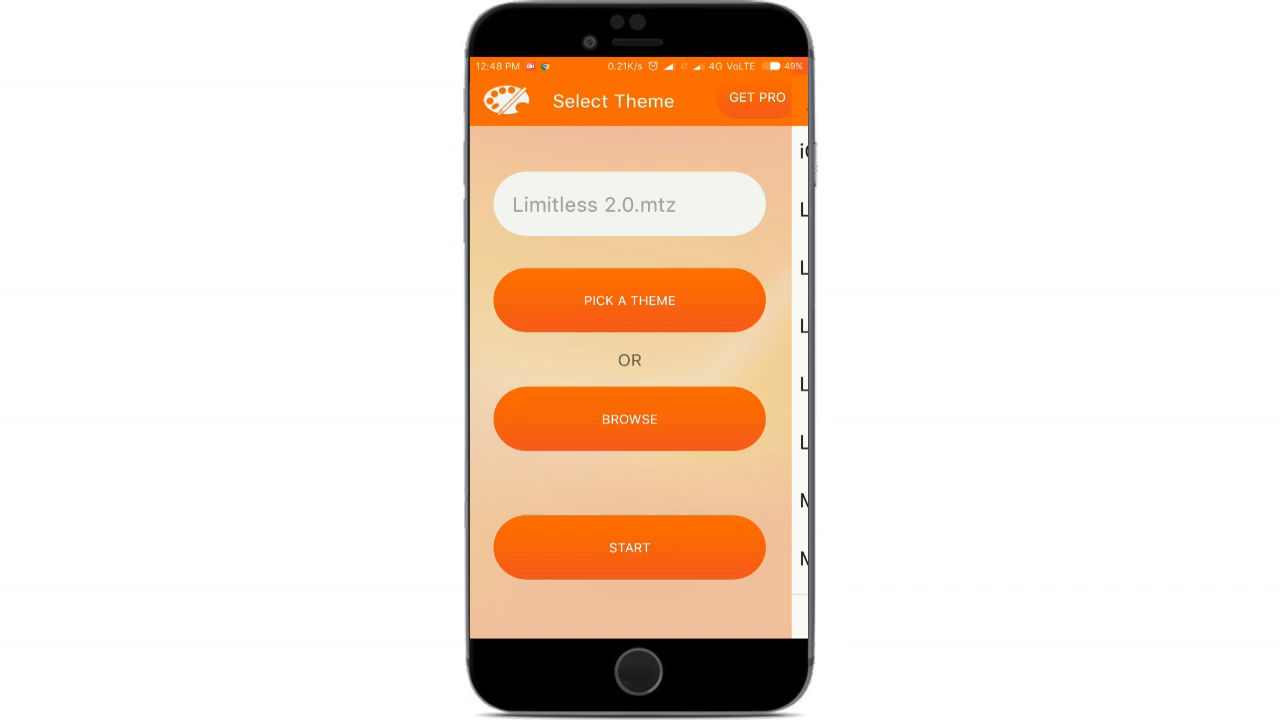 12:48 PM 0.21K/s 4G VoLTE 49%
Select Theme GET PRO
Limitless 2.0.mtz
PICK A THEME
OR
BROWSE
START